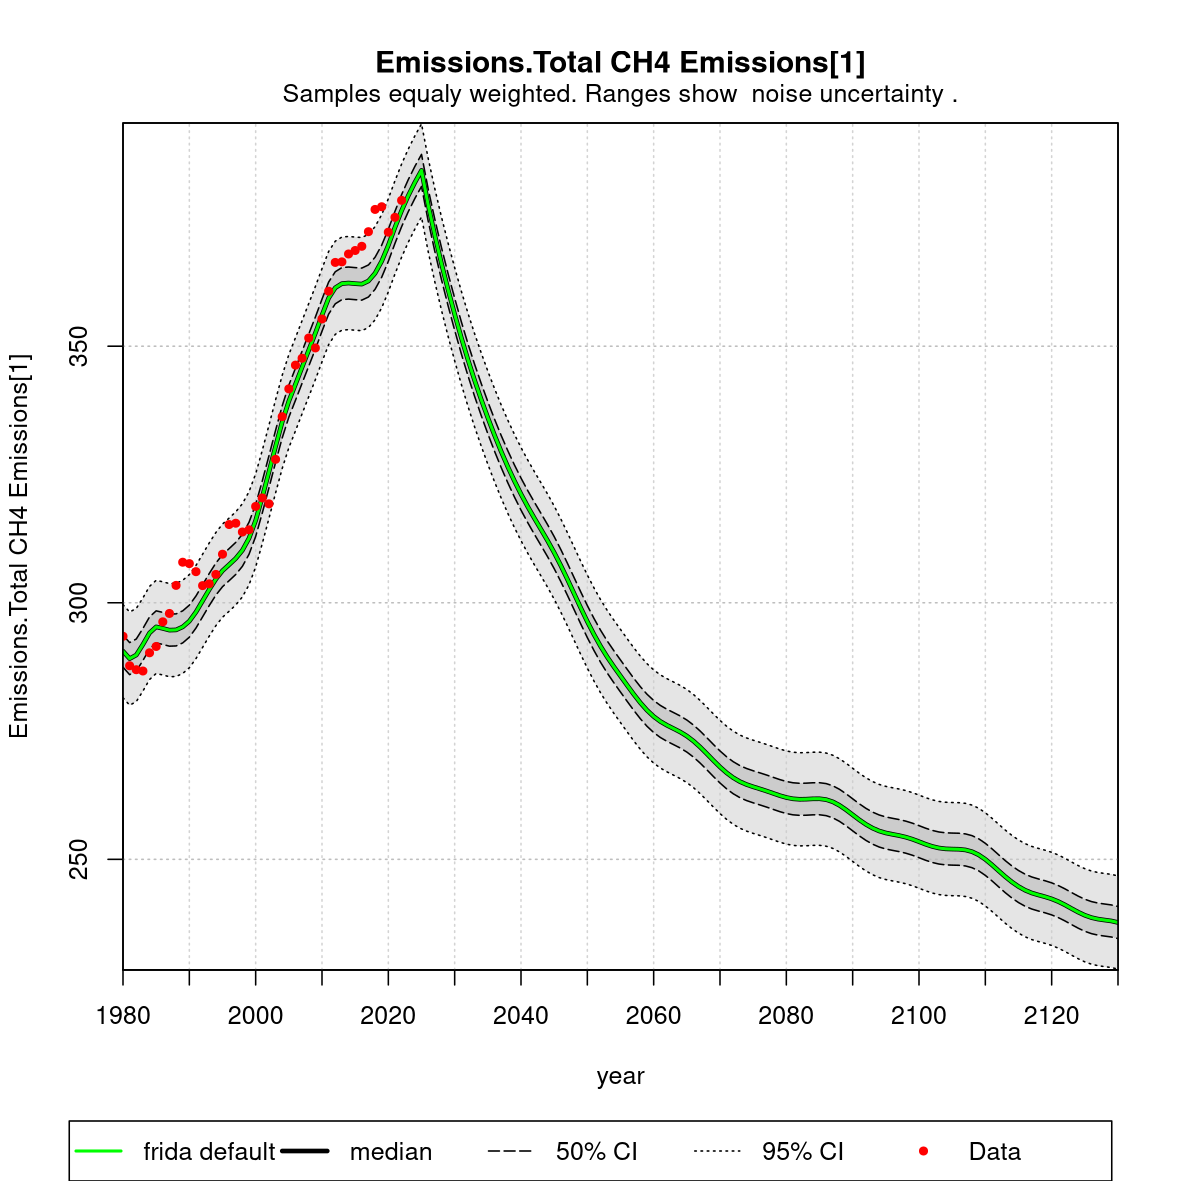 Emissions.Total CH4 Emissions[1]
Samples equaly weighted. Ranges show  noise uncertainty .
Emissions.Total CH4 Emissions[1]
350
300
250
1980 2000 2020 2040 2060 2080 2100 2120
year
frida default median 50% CI 95% CI Data